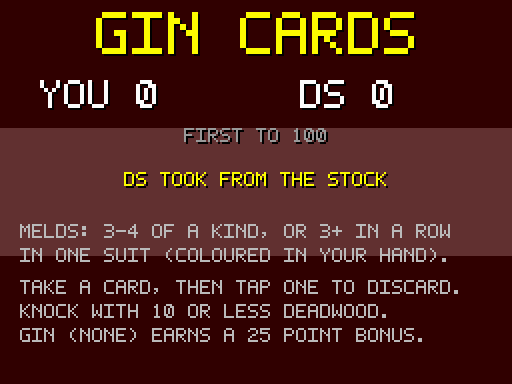 GIN CARDS
YOU 0 DS 0
FIRST TO 100
DS TOOK FROM THE STOCK
MELDS: 3-4 OF A KIND, OR 3+ IN A ROW
IN ONE SUIT (COLOURED IN YOUR HAND).
TAKE A CARD, THEN TAP ONE TO DISCARD.
KNOCK WITH 10 OR LESS DEADWOOD.
GIN (NONE) EARNS A 25 POINT BONUS.